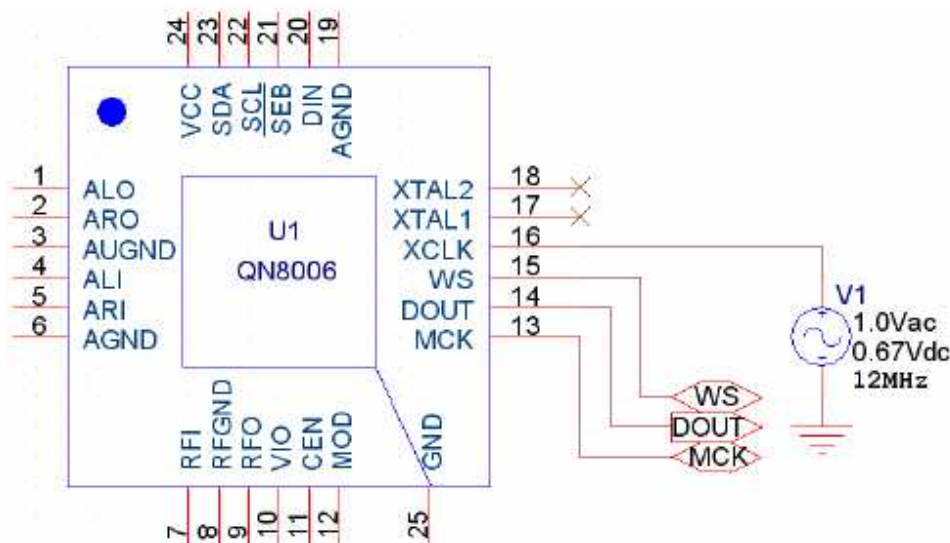 24 23 22 21 20 19
VCC SDA SCL SEB DIN AGND
1 ALO
2 ARO
3 AUGND
4 ALI
5 ARI
6 AGND
U1
QN8006
XTAL2 18
XTAL1 17
XCLK 16
WS 15
DOUT 14
MCK 13
V1
1.0Vac
0.67Vdc
12MHz
WS
DOUT
MCK
RFI RFGND RFO VIO CEN MOD GND
7 8 9 10 11 12 25